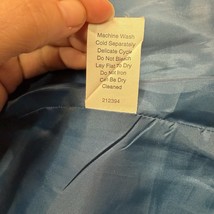 Machine Wash
Cold Separately
Delicate Cycle
Do Not Bleach
Lay Flat To Dry
Do Not Iron
Can Be Dry
Cleaned
212394